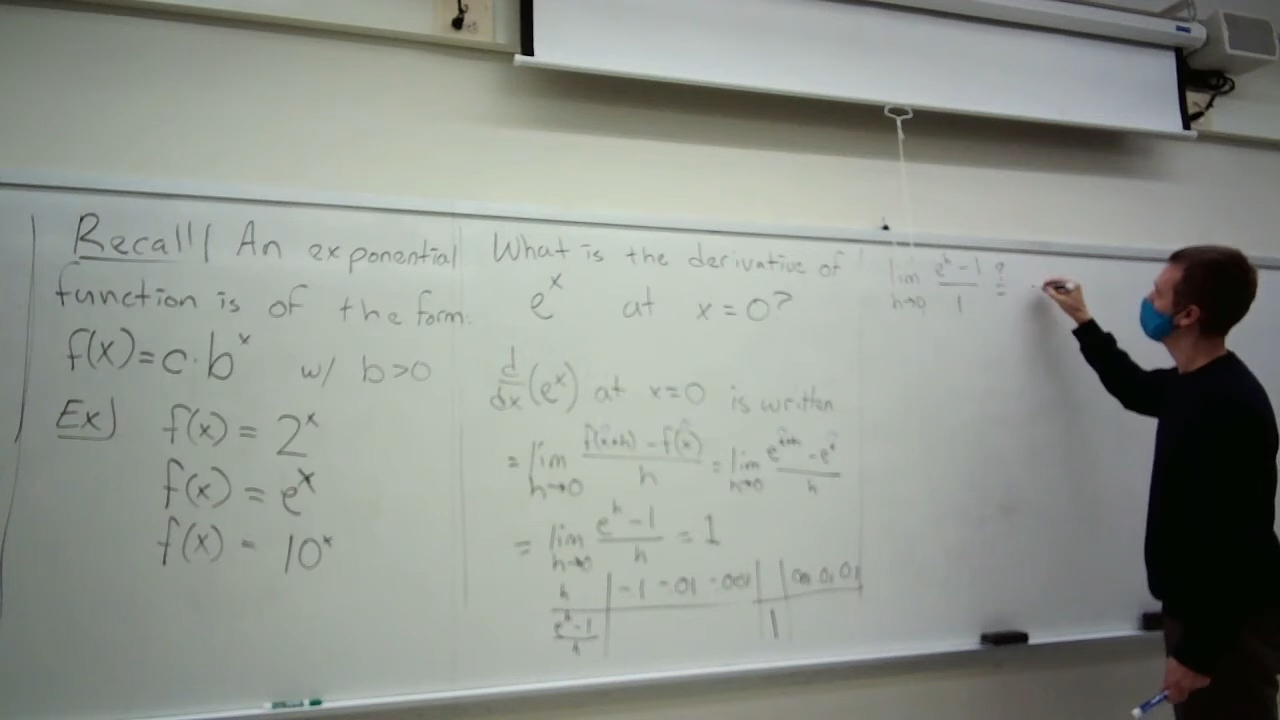 Recall | An exponential
function is of the form:
f(x) = c · b^x w/ b>0
Ex) f(x) = 2^x
f(x) = e^x
f(x) = 10^x
What is the derivative of
e^x at x=0?
d/dx (e^x) at x=0 is written
= lim h→0 (f(x+h) - f(x))/h = lim h→0 (e^(x+h) - e^x)/h
= lim h→0 (e^h - 1)/h = 1
h | -.1 -.01 -.001 | | .001 .01 .01
(e^h - 1)/h | 1
lim h→0 (e^h - 1)/1 ?=